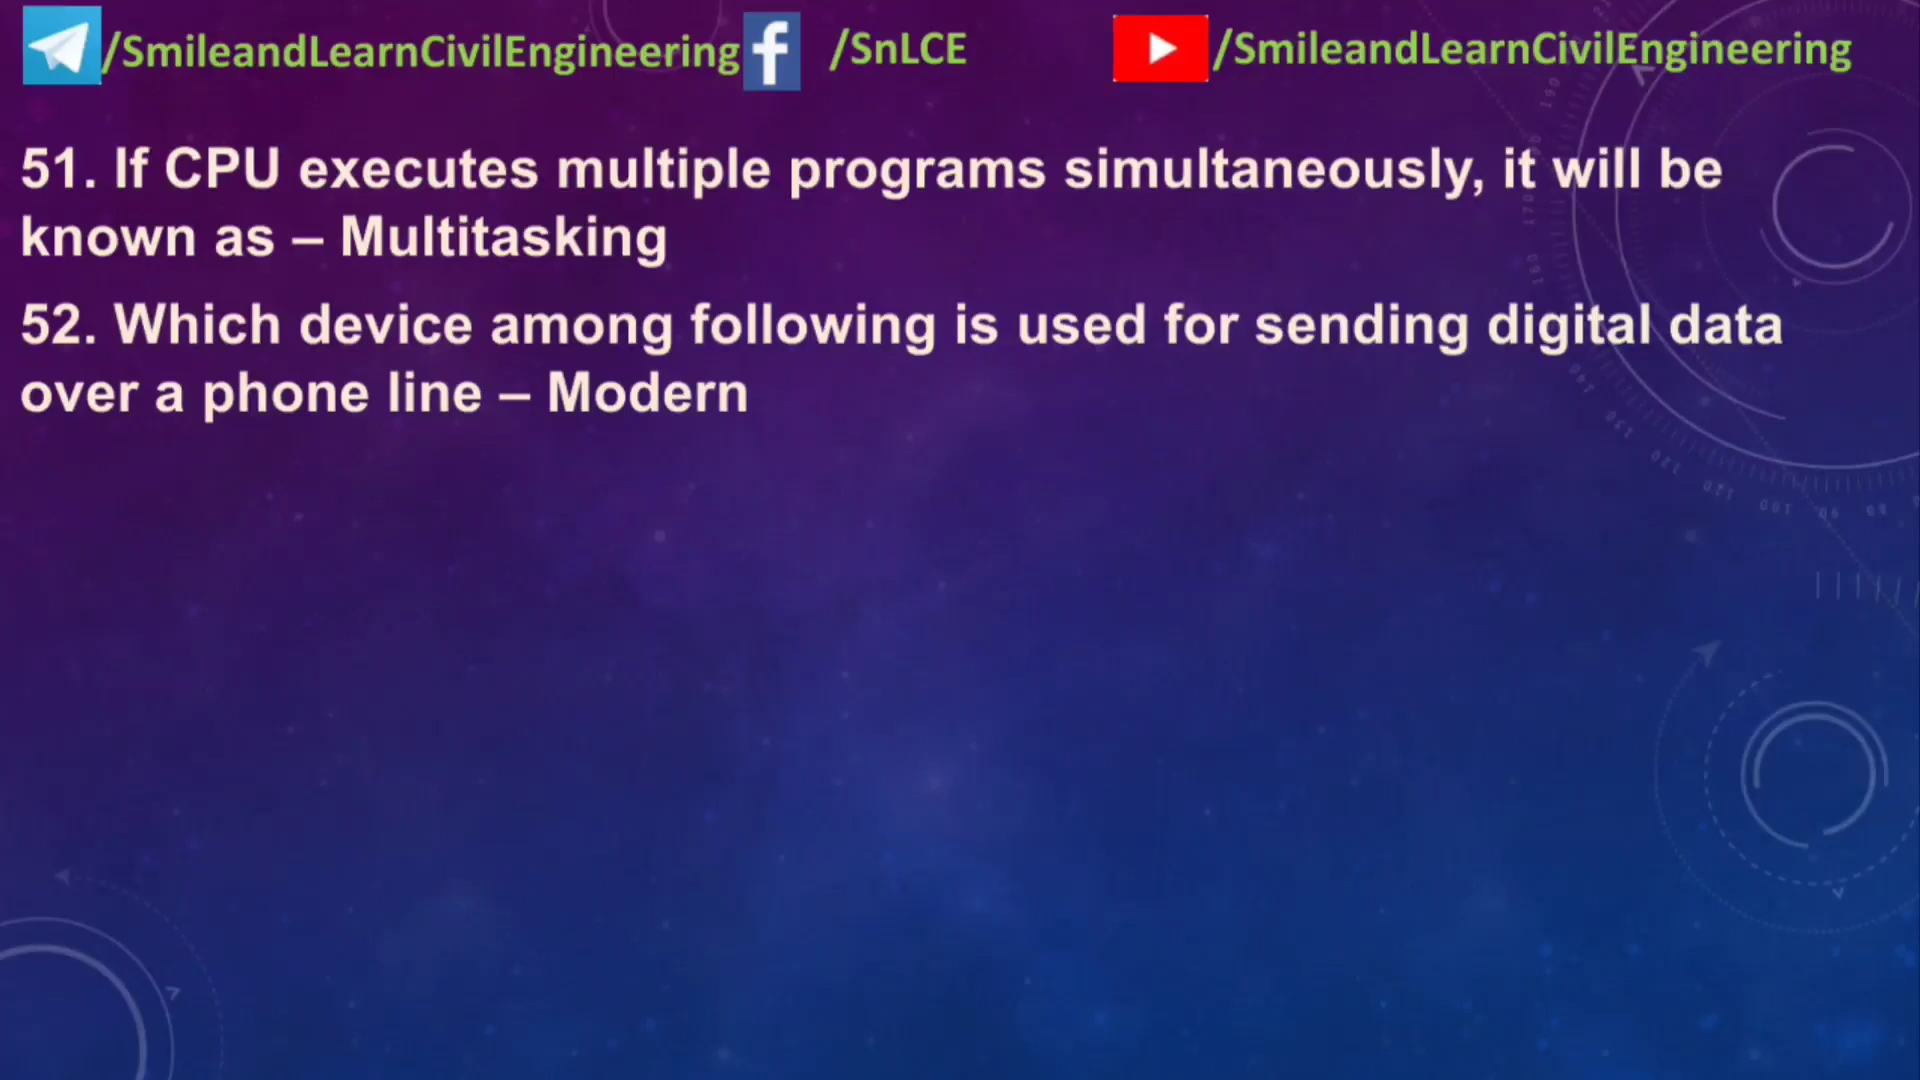 /SmileandLearnCivilEngineering /SnLCE /SmileandLearnCivilEngineering
51. If CPU executes multiple programs simultaneously, it will be
known as – Multitasking
52. Which device among following is used for sending digital data
over a phone line – Modern